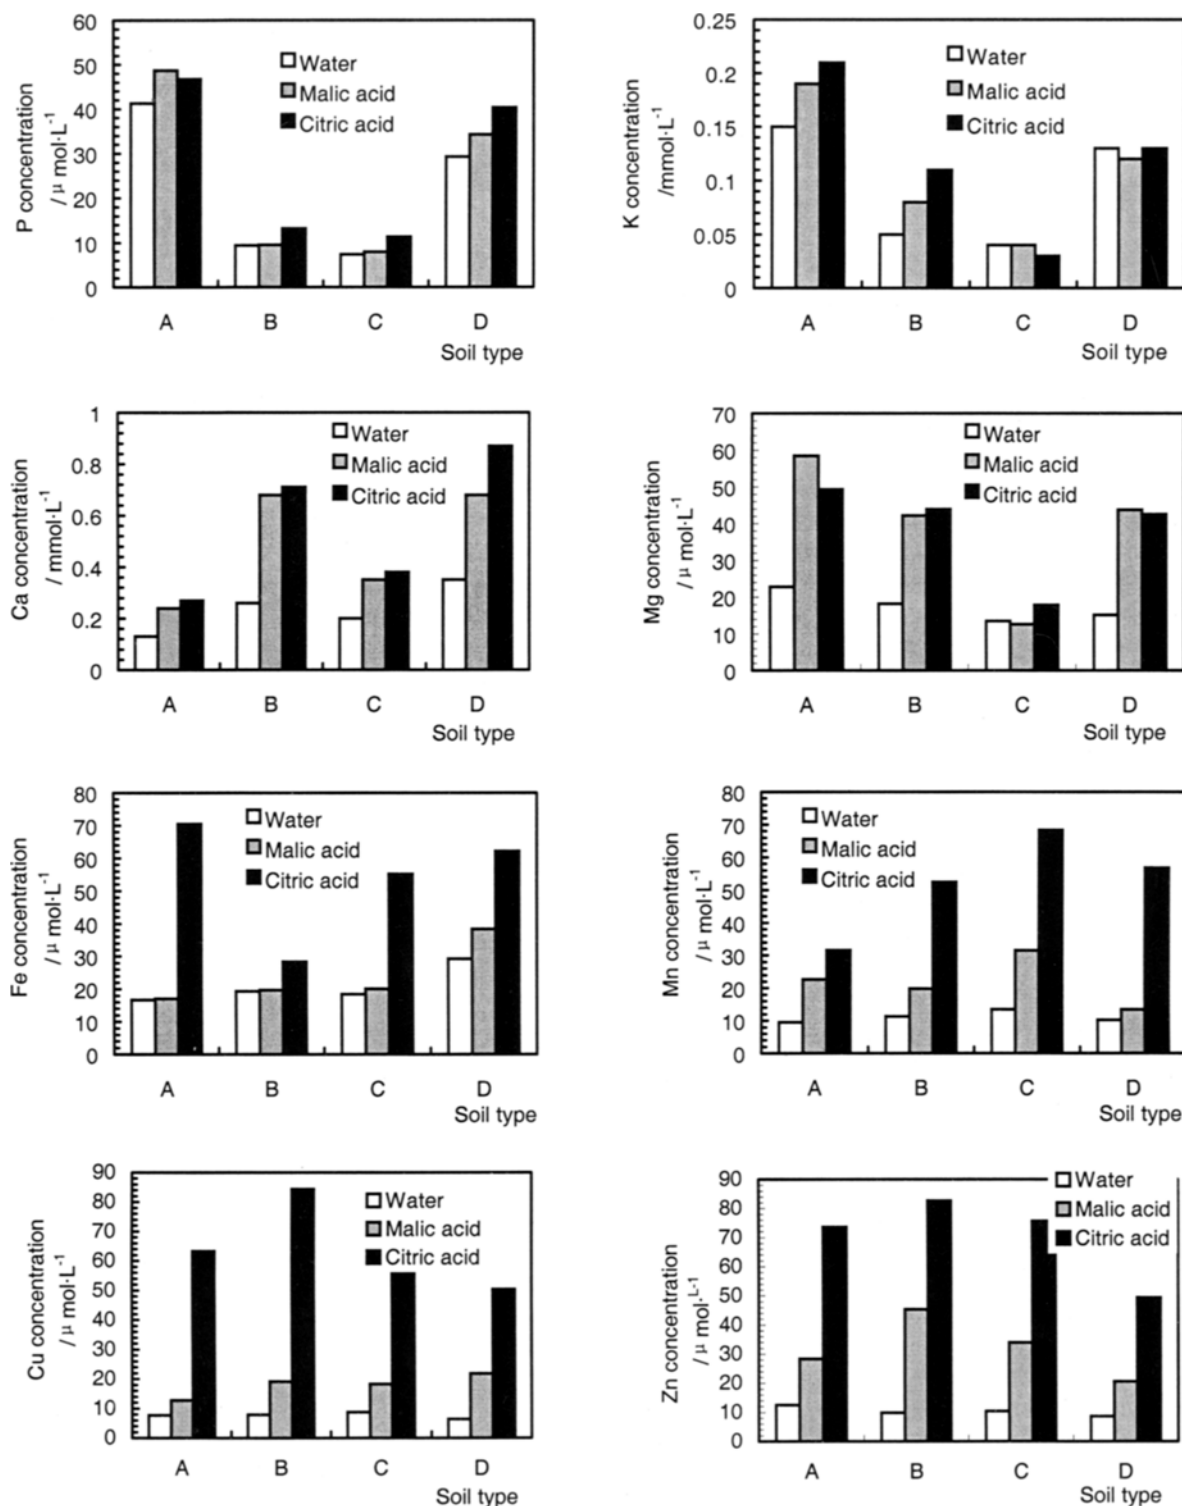 P concentration
/ μ mol·L⁻¹
60
50
40
30
20
10
0
Water
Malic acid
Citric acid
A B C D
Soil type
K concentration
/mmol·L⁻¹
0.25
0.2
0.15
0.1
0.05
0
Water
Malic acid
Citric acid
A B C D
Soil type
Ca concentration
/ mmol·L⁻¹
1
0.8
0.6
0.4
0.2
0
Water
Malic acid
Citric acid
A B C D
Soil type
Mg concentration
/ μ mol·L⁻¹
70
60
50
40
30
20
10
0
Water
Malic acid
Citric acid
A B C D
Soil type
Fe concentration
/ μ mol·L⁻¹
80
70
60
50
40
30
20
10
0
Water
Malic acid
Citric acid
A B C D
Soil type
Mn concentration
/ μ mol·L⁻¹
80
70
60
50
40
30
20
10
0
Water
Malic acid
Citric acid
A B C D
Soil type
Cu concentration
/ μ mol·L⁻¹
90
80
70
60
50
40
30
20
10
0
Water
Malic acid
Citric acid
A B C D
Soil type
Zn concentration
/ μ mol·ᴸ⁻¹
90
80
70
60
50
40
30
20
10
0
Water
Malic acid
Citric acid
A B C D
Soil type